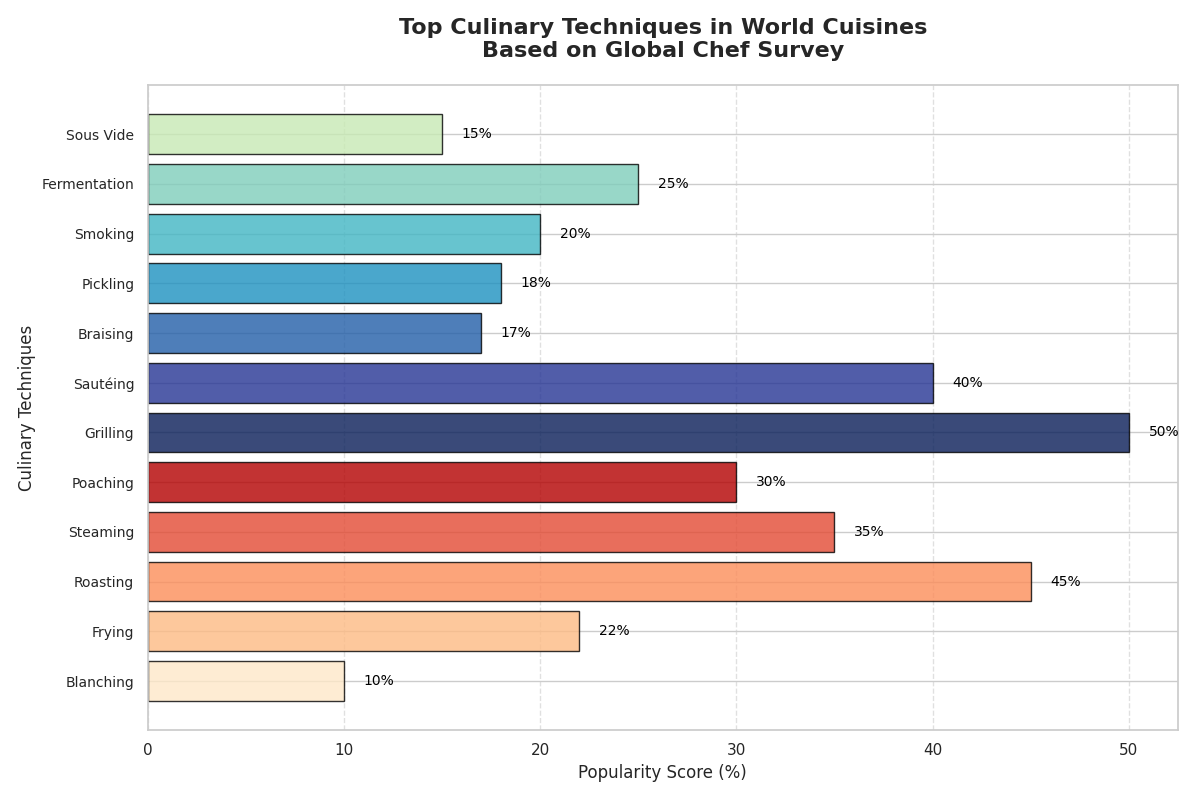 Top Culinary Techniques in World Cuisines
Based on Global Chef Survey
Culinary Techniques
Sous Vide 15%
Fermentation 25%
Smoking 20%
Pickling 18%
Braising 17%
Sautéing 40%
Grilling 50%
Poaching 30%
Steaming 35%
Roasting 45%
Frying 22%
Blanching 10%
0 10 20 30 40 50
Popularity Score (%)